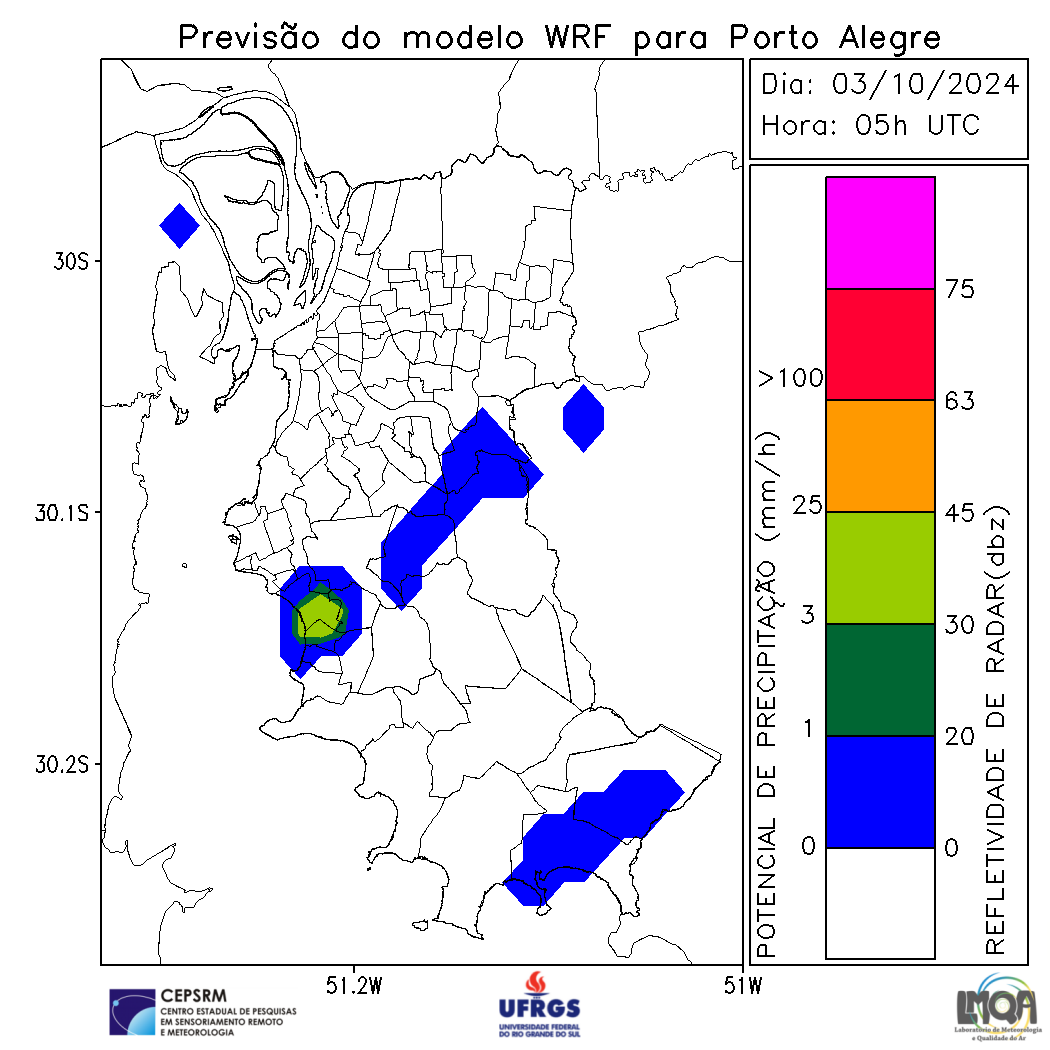 Previsão do modelo WRF para Porto Alegre
Dia: 03/10/2024
Hora: 05h UTC
30S
30.1S
30.2S
51.2W
51W
POTENCIAL DE PRECIPITAÇÃO (mm/h)
>100
25
3
1
0
75
63
45
30
20
0
REFLETIVIDADE DE RADAR(dbz)
CEPSRM
CENTRO ESTADUAL DE PESQUISAS
EM SENSORIAMENTO REMOTO
E METEOROLOGIA
UFRGS
UNIVERSIDADE FEDERAL
DO RIO GRANDE DO SUL
LMQA
Laboratório de Meteorologia
e Qualidade do Ar